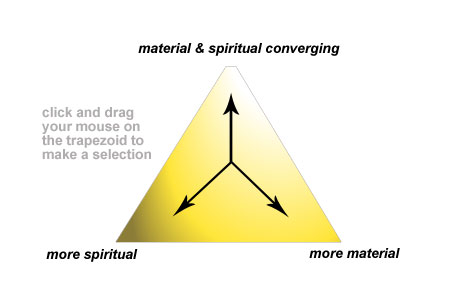 material & spiritual converging
click and drag
your mouse on
the trapezoid to
make a selection
more spiritual
more material